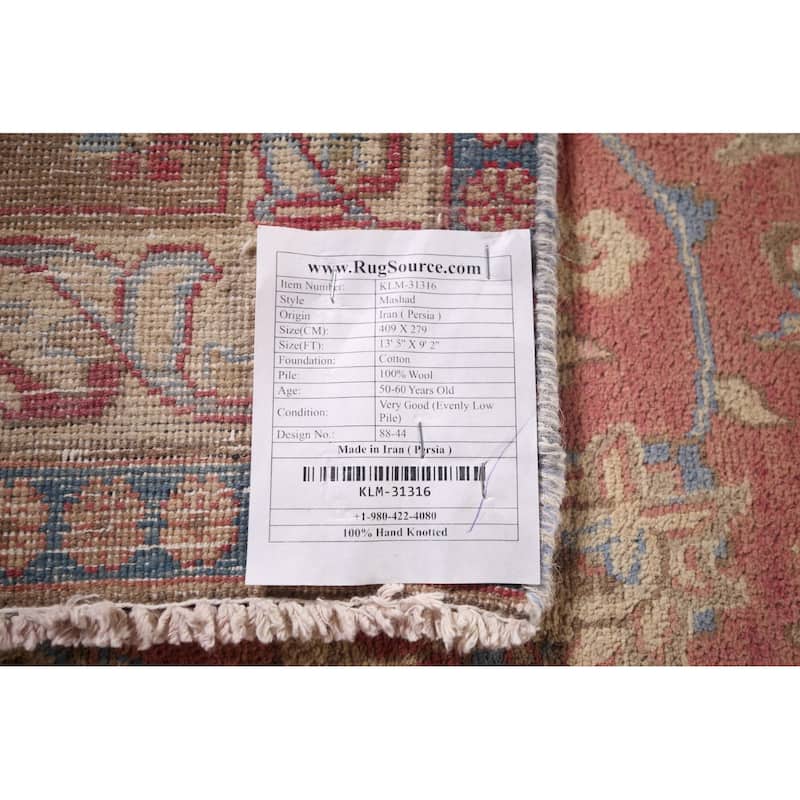 www.RugSource.com
Item Number: KLM-31316
Style Mashad
Origin Iran ( Persia )
Size(CM): 409 X 279
Size(FT): 13' 5" X 9' 2"
Foundation: Cotton
Pile: 100% Wool
Age: 50-60 Years Old
Condition: Very Good (Evenly Low
Pile)
Design No.: 88-44
Made in Iran ( Persia )
KLM-31316
+1-980-422-4080
100% Hand Knotted